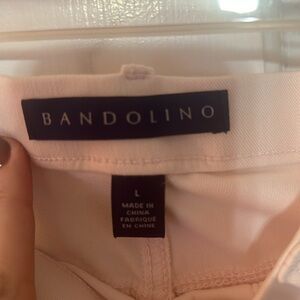 BANDOLINO
L
MADE IN
CHINA
FABRIQUÉ
EN CHINE